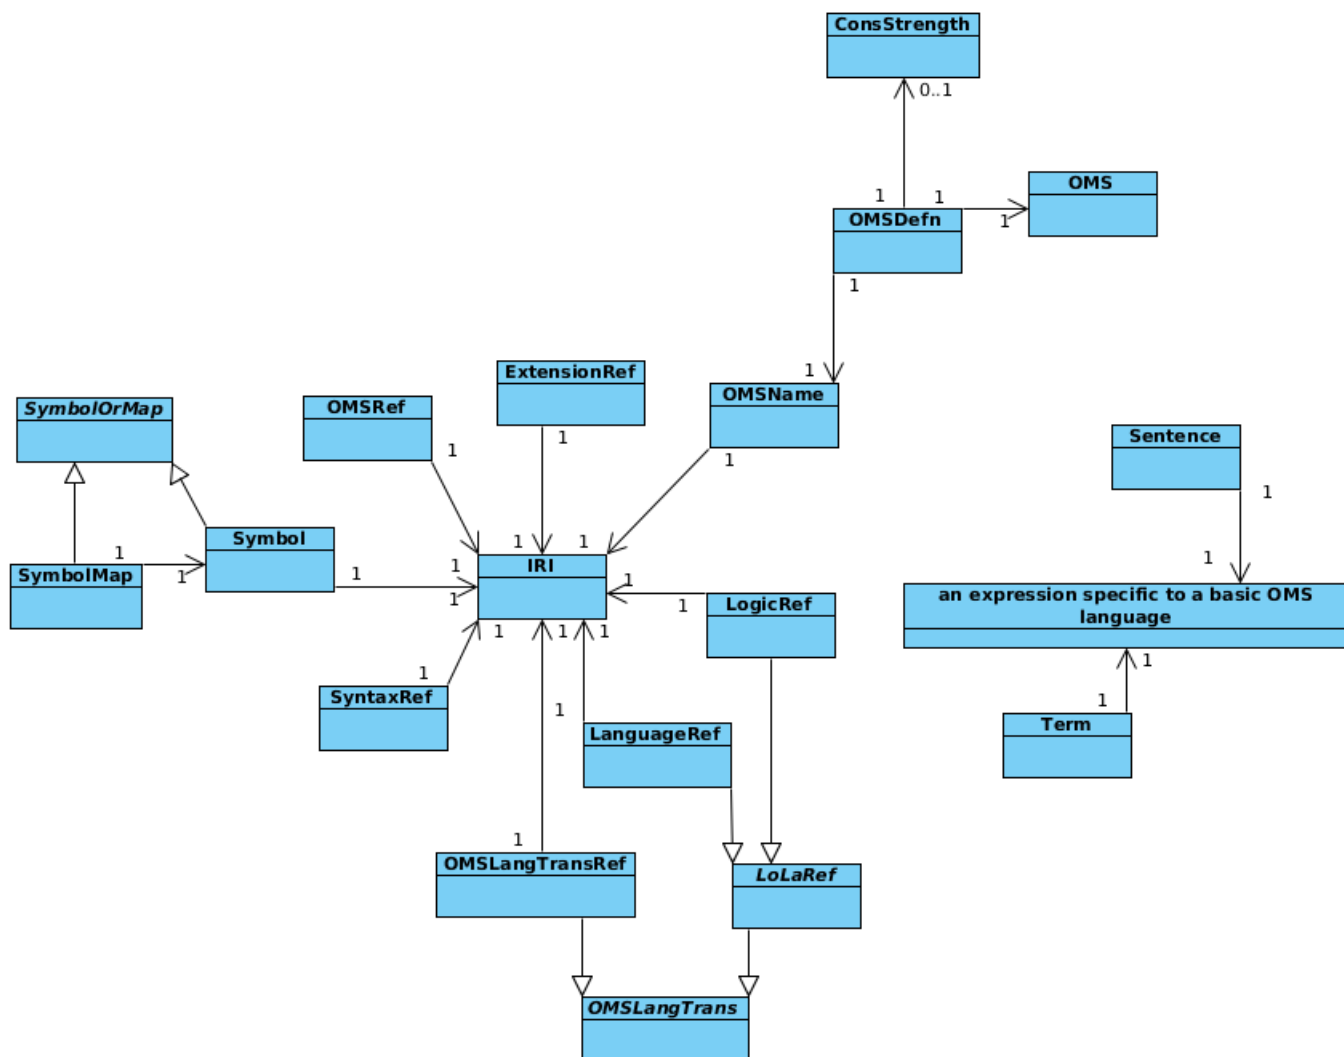 ConsStrength
0..1
OMS
1
1
1
OMSDefn
1
1
ExtensionRef
OMSName
SymbolOrMap
OMSRef
Sentence
1
1
1
1
1
Symbol
1
1
1
1
1
SymbolMap
1
IRI
1
1
1
1
LogicRef
an expression specific to a basic OMS
language
1
1
1
1
1
SyntaxRef
1
1
Term
LanguageRef
1
OMSLangTransRef
LoLaRef
OMSLangTrans